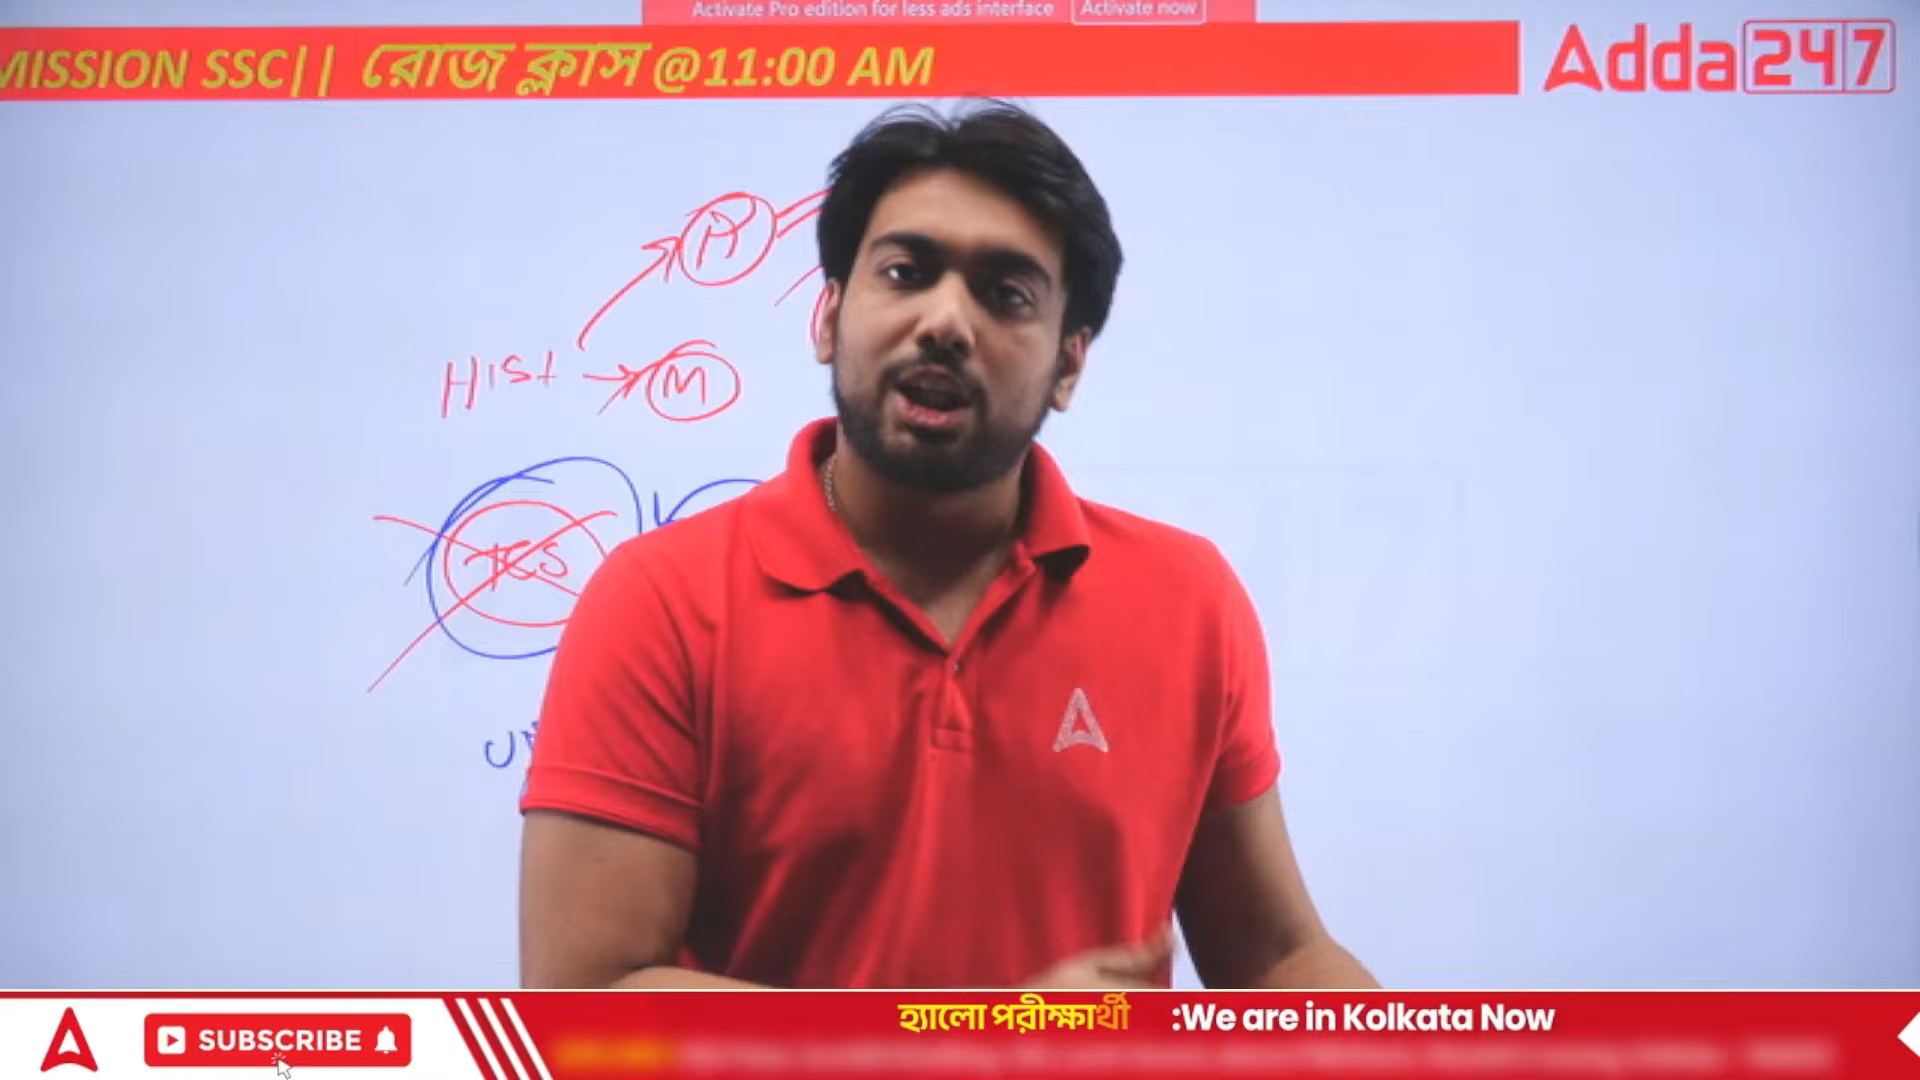 Activate Pro edition for less ads interface Activate now
MISSION SSC|| রোজ ক্লাস @11:00 AM
Adda247
A
HIST
M
TCS
SUBSCRIBE
হ্যালো পরীক্ষার্থী :We are in Kolkata Now